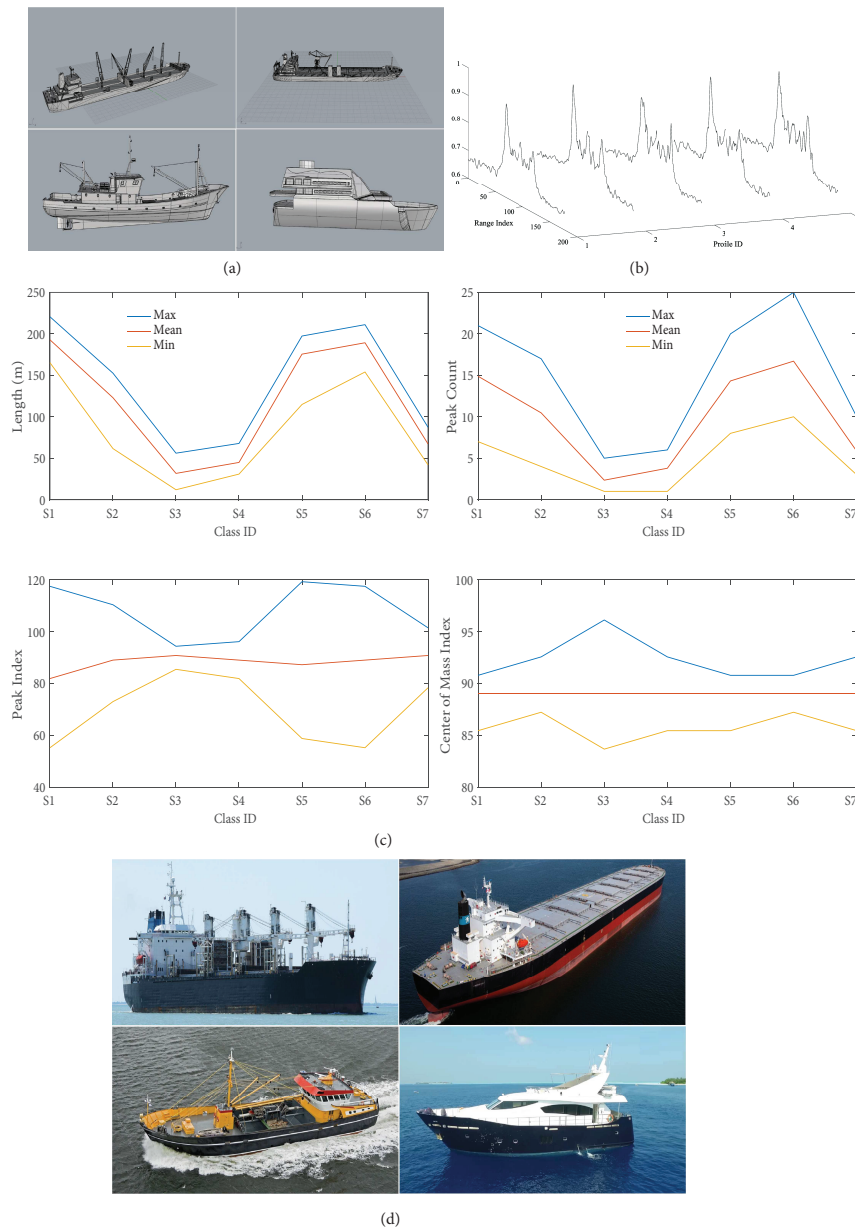 (a)
1
0.9
0.8
0.7
0.6
0
50
100
150
200
Range Index
1
2
3
4
Proile ID
(b)
250
200
150
100
50
0
Length (m)
Max
Mean
Min
S1 S2 S3 S4 S5 S6 S7
Class ID
25
20
15
10
5
0
Peak Count
Max
Mean
Min
S1 S2 S3 S4 S5 S6 S7
Class ID
120
100
80
60
40
Peak Index
S1 S2 S3 S4 S5 S6 S7
Class ID
100
95
90
85
80
Center of Mass Index
S1 S2 S3 S4 S5 S6 S7
Class ID
(c)
(d)